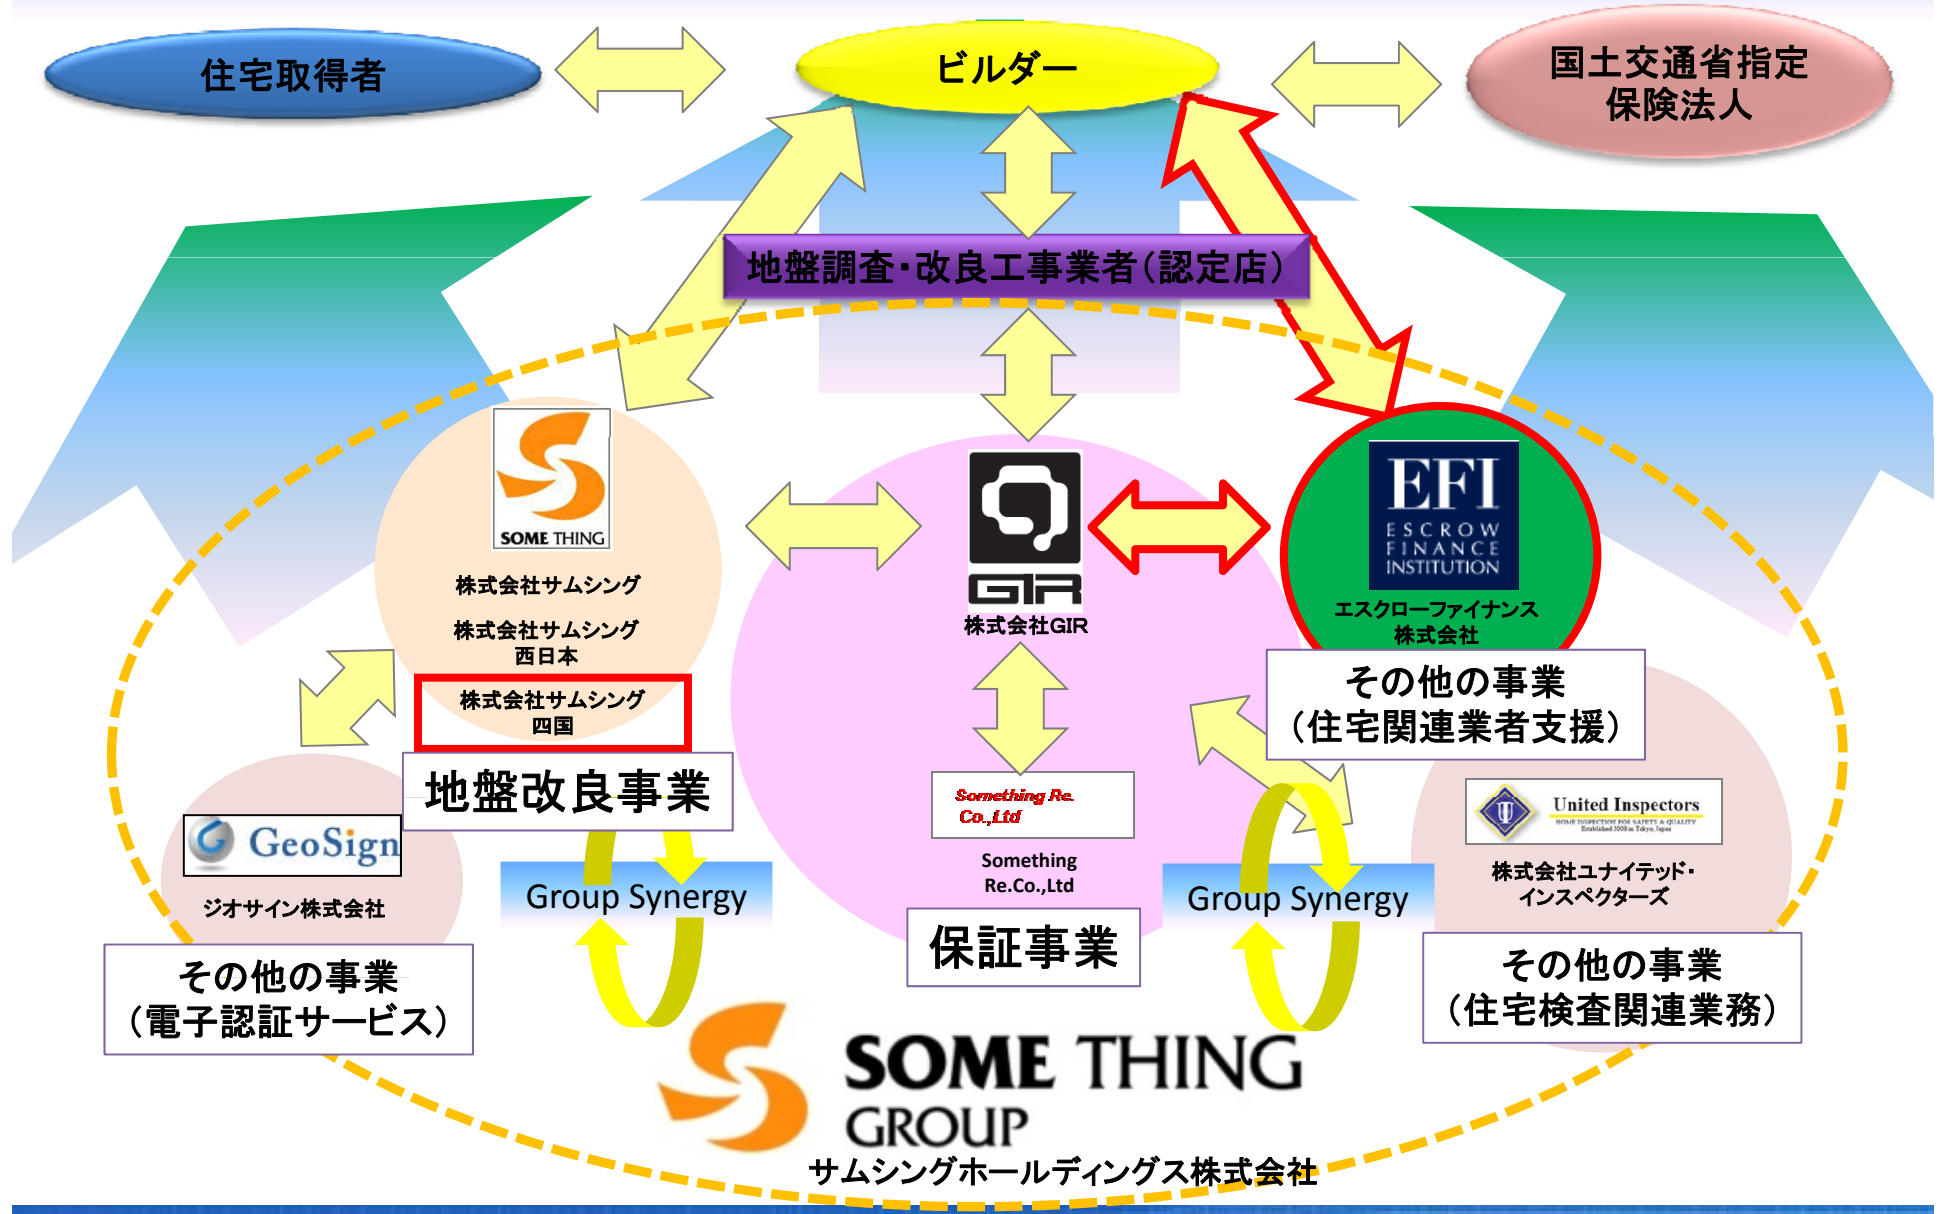 住宅取得者
ビルダー
国土交通省指定
保険法人
地盤調査・改良工事業者(認定店)
SOME THING
株式会社サムシング
株式会社サムシング
西日本
株式会社サムシング
四国
地盤改良事業
GIR
株式会社GIR
EFI
ESCROW
FINANCE
INSTITUTION
エスクローファイナンス
株式会社
その他の事業
(住宅関連業者支援)
Something Re.
Co.,Ltd
Something
Re.Co.,Ltd
保証事業
United Inspectors
HOME INSPECTION FOR SAFETY & QUALITY
Established 2008 in Tokyo, Japan
株式会社ユナイテッド・
インスペクターズ
その他の事業
(住宅検査関連業務)
GeoSign
ジオサイン株式会社
その他の事業
(電子認証サービス)
Group Synergy
Group Synergy
SOME THING
GROUP
サムシングホールディングス株式会社